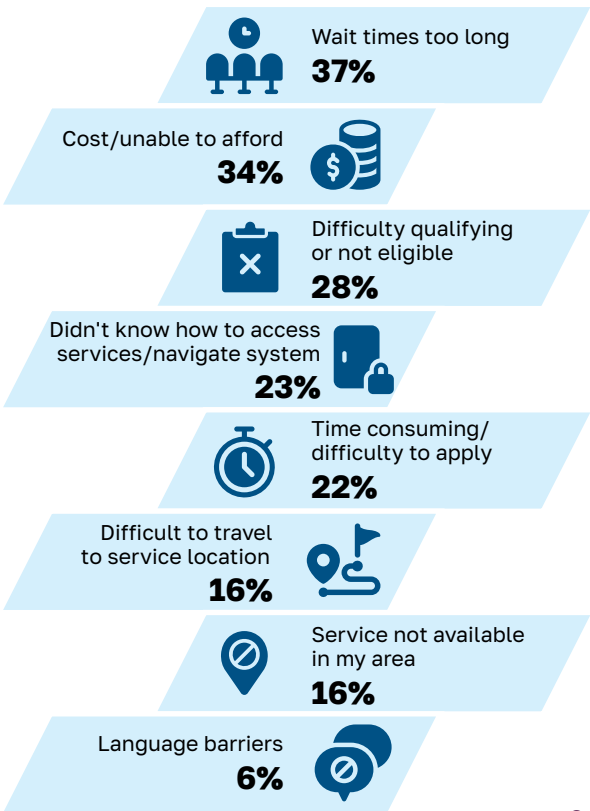 Wait times too long
37%
Cost/unable to afford
34%
$
Difficulty qualifying
or not eligible
28%
Didn't know how to access
services/navigate system
23%
Time consuming/
difficulty to apply
22%
Difficult to travel
to service location
16%
Service not available
in my area
16%
Language barriers
6%